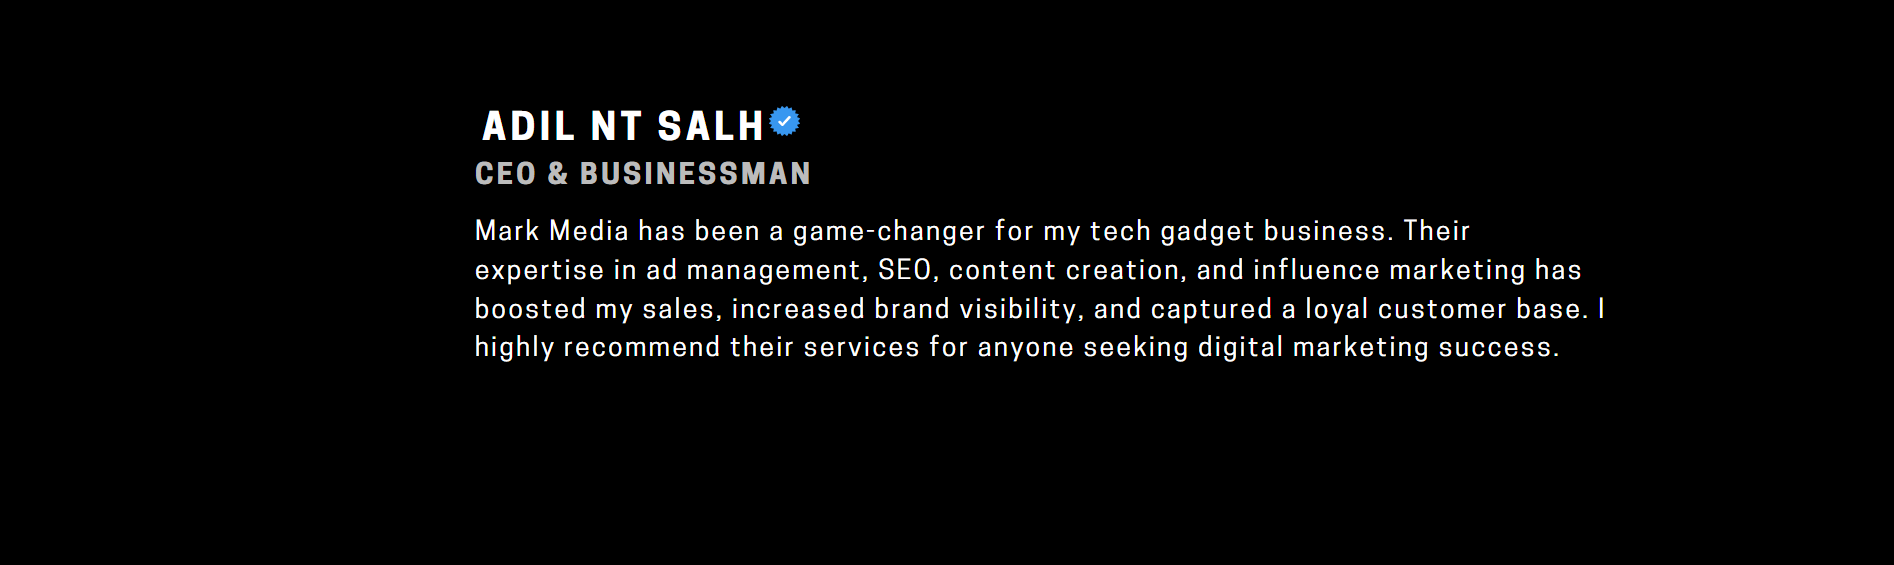 ADIL NT SALH
CEO & BUSINESSMAN
Mark Media has been a game-changer for my tech gadget business. Their
expertise in ad management, SEO, content creation, and influence marketing has
boosted my sales, increased brand visibility, and captured a loyal customer base. I
highly recommend their services for anyone seeking digital marketing success.